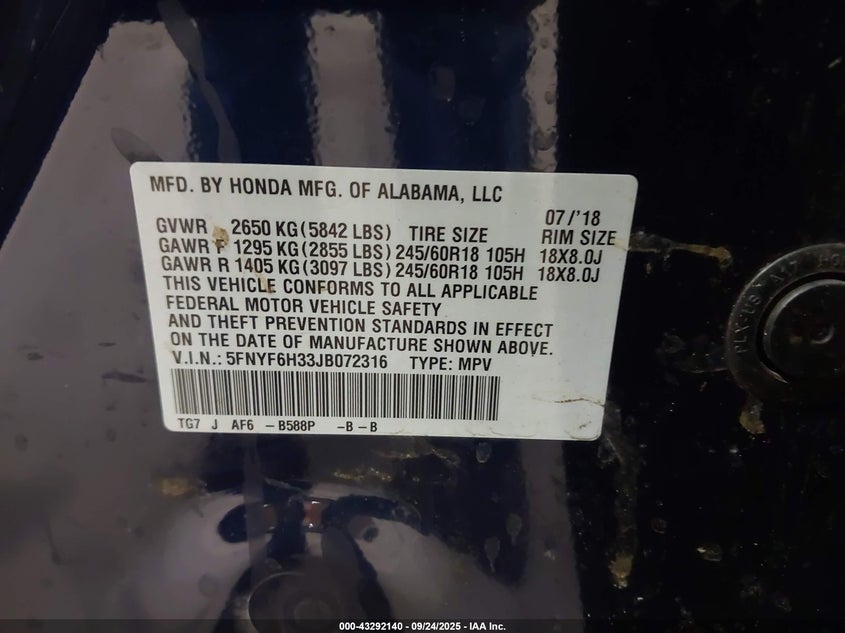 MFD. BY HONDA MFG. OF ALABAMA, LLC
07/'18
GVWR 2650 KG (5842 LBS) TIRE SIZE RIM SIZE
GAWR F 1295 KG (2855 LBS) 245/60R18 105H 18X8.0J
GAWR R 1405 KG (3097 LBS) 245/60R18 105H 18X8.0J
THIS VEHICLE CONFORMS TO ALL APPLICABLE
FEDERAL MOTOR VEHICLE SAFETY
AND THEFT PREVENTION STANDARDS IN EFFECT
ON THE DATE OF MANUFACTURE SHOWN ABOVE.
V.I.N.: 5FNYF6H33JB072316 TYPE: MPV
TG7 J AF6 - B588P -B-B
000-43292140 - 09/24/2025 - IAA Inc.